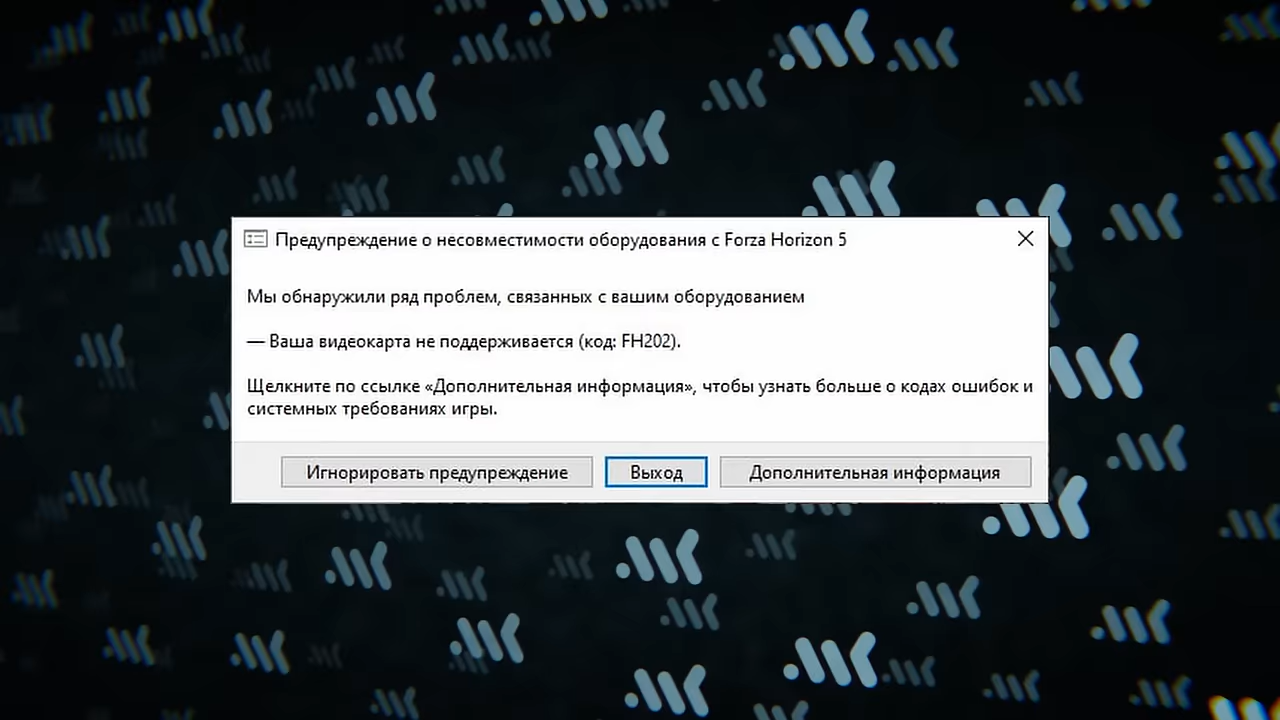 Предупреждение о несовместимости оборудования с Forza Horizon 5
Мы обнаружили ряд проблем, связанных с вашим оборудованием
— Ваша видеокарта не поддерживается (код: FH202).
Щелкните по ссылке «Дополнительная информация», чтобы узнать больше о кодах ошибок и
системных требованиях игры.
Игнорировать предупреждение
Выход
Дополнительная информация